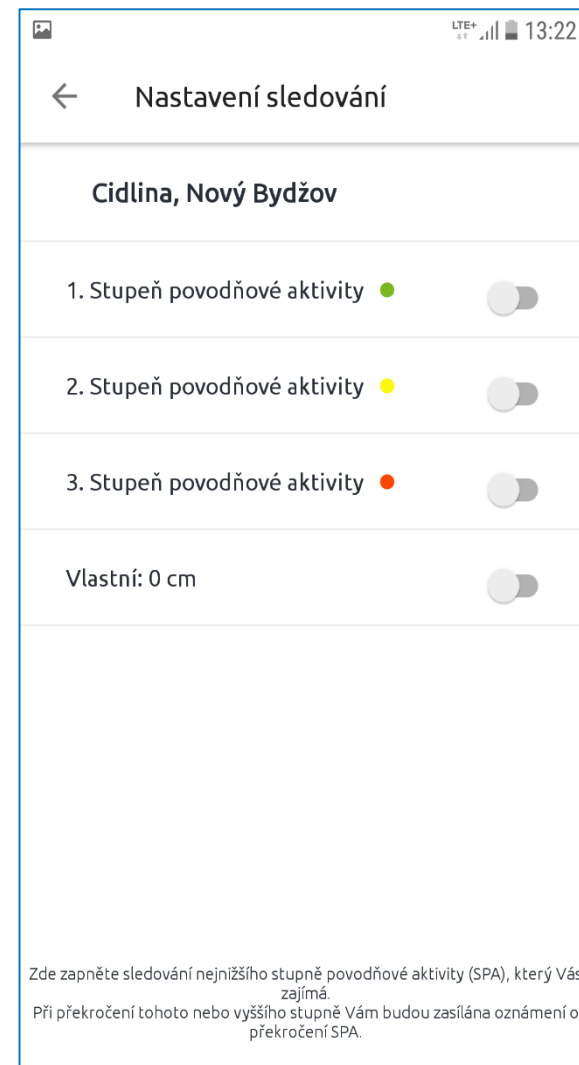 LTE+ 13:22
Nastavení sledování
Cidlina, Nový Bydžov
1. Stupeň povodňové aktivity
2. Stupeň povodňové aktivity
3. Stupeň povodňové aktivity
Vlastní: 0 cm
Zde zapněte sledování nejnižšího stupně povodňové aktivity (SPA), který Vás
zajímá.
Při překročení tohoto nebo vyššího stupně Vám budou zasílána oznámení o
překročení SPA.